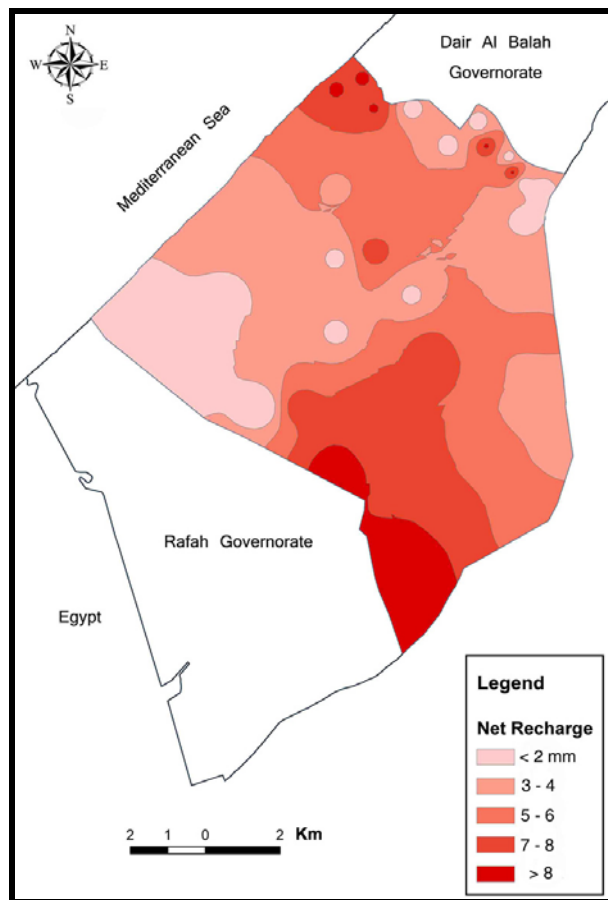 N
W E
S
Dair Al Balah
Governorate
Mediterranean Sea
Rafah Governorate
Egypt
Legend
Net Recharge
< 2 mm
3 - 4
5 - 6
7 - 8
> 8
2 1 0 2 Km